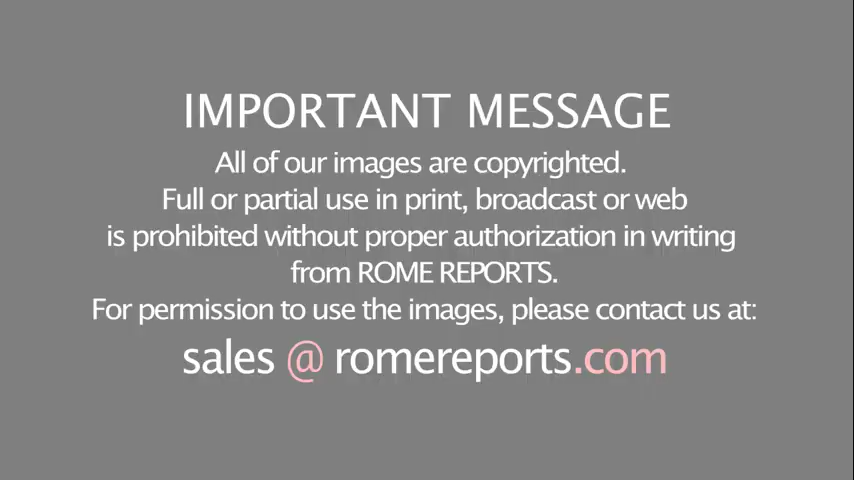 IMPORTANT MESSAGE
All of our images are copyrighted.
Full or partial use in print, broadcast or web
is prohibited without proper authorization in writing
from ROME REPORTS.
For permission to use the images, please contact us at:
sales @ romereports.com